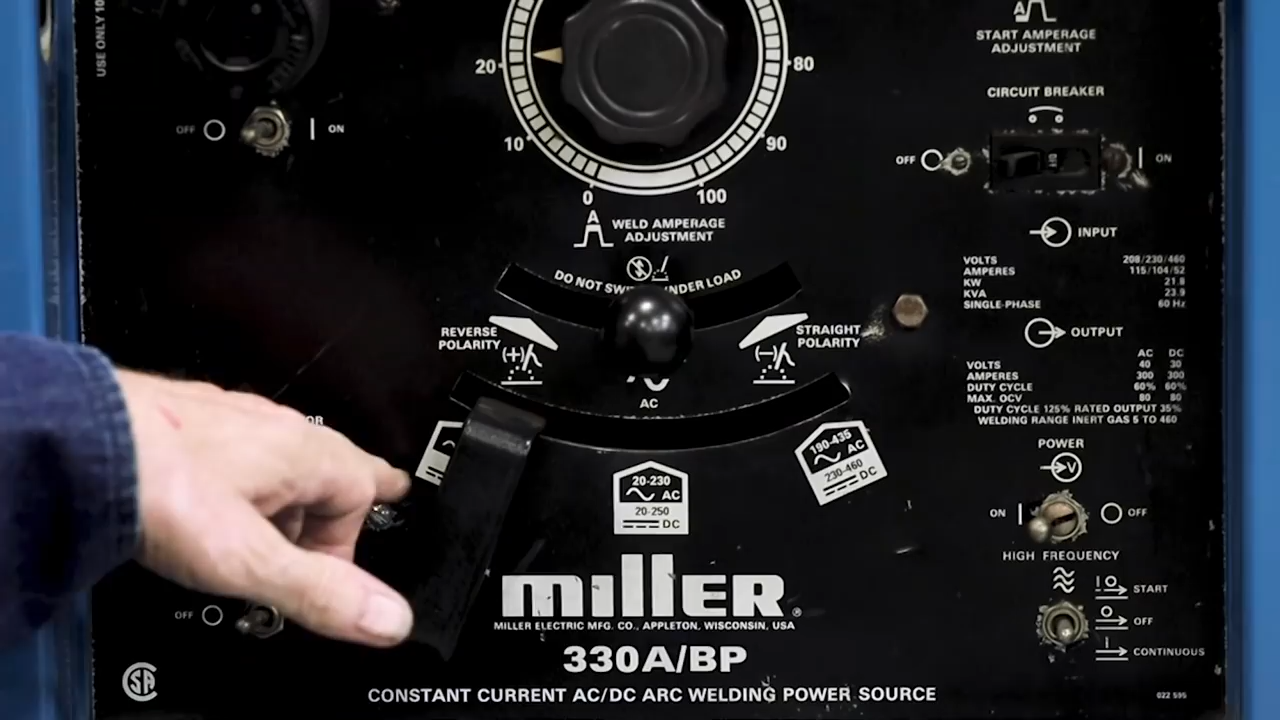 USE ONLY 10
START AMPERAGE
ADJUSTMENT
20
80
CIRCUIT BREAKER
OFF
ON
10
90
OFF
ON
0
100
A
WELD AMPERAGE
ADJUSTMENT
INPUT
VOLTS 208/230/460
AMPERES 115/104/52
KW 21.8
KVA 23.9
SINGLE-PHASE 60 Hz
DO NOT UNDER LOAD
REVERSE
POLARITY
(+)
STRAIGHT
POLARITY
(−)
OUTPUT
AC DC
VOLTS 40 30
AMPERES 300 300
DUTY CYCLE 60% 60%
MAX. OCV 80 80
DUTY CYCLE 125% RATED OUTPUT 35%
WELDING RANGE INERT GAS 5 TO 460
AC
190-435
AC
230-460
DC
20-230
AC
20-250
DC
POWER
V
ON
OFF
HIGH FREQUENCY
START
OFF
CONTINUOUS
OFF
miller®
MILLER ELECTRIC MFG. CO., APPLETON, WISCONSIN, USA
330A/BP
CONSTANT CURRENT AC/DC ARC WELDING POWER SOURCE
022 595